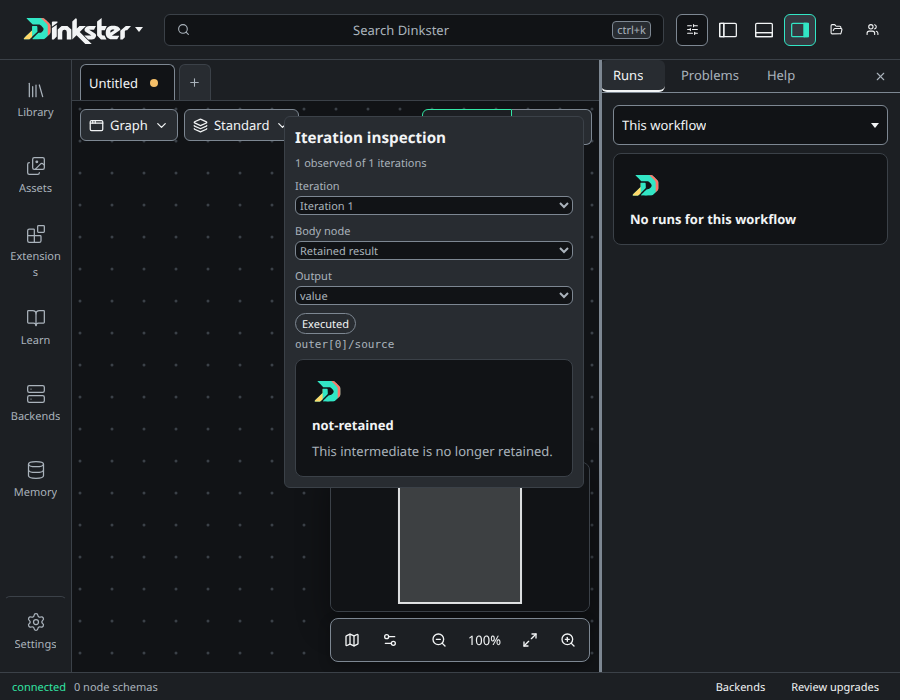 Dinkster
Search Dinkster
ctrl+k
Library
Assets
Extension
s
Learn
Backends
Memory
Settings
Untitled
+
Graph
Standard
Iteration inspection
1 observed of 1 iterations
Iteration
Iteration 1
Body node
Retained result
Output
value
Executed
outer[0]/source
not-retained
This intermediate is no longer retained.
100%
Runs
Problems
Help
This workflow
No runs for this workflow
connected
0 node schemas
Backends
Review upgrades